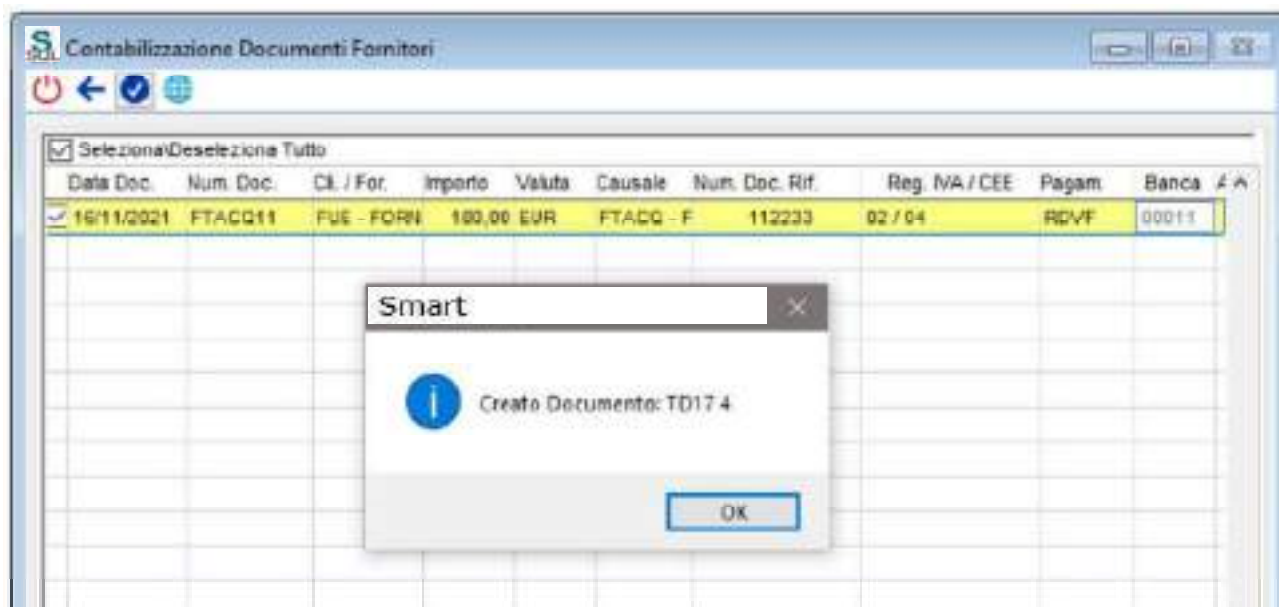 Contabilizzazione Documenti Fornitori
Seleziona\Deseleziona Tutto
Data Doc. Num. Doc. Cli. / For. Importo Valuta Causale Num. Doc. Rif. Reg. IVA / CEE Pagam. Banca
16/11/2021 FTACQ11 FUE - FORN 100,00 EUR FTACQ - F 112233 02 / 04 RDVF 00011
Smart
Creato Documento: TD17 4
OK